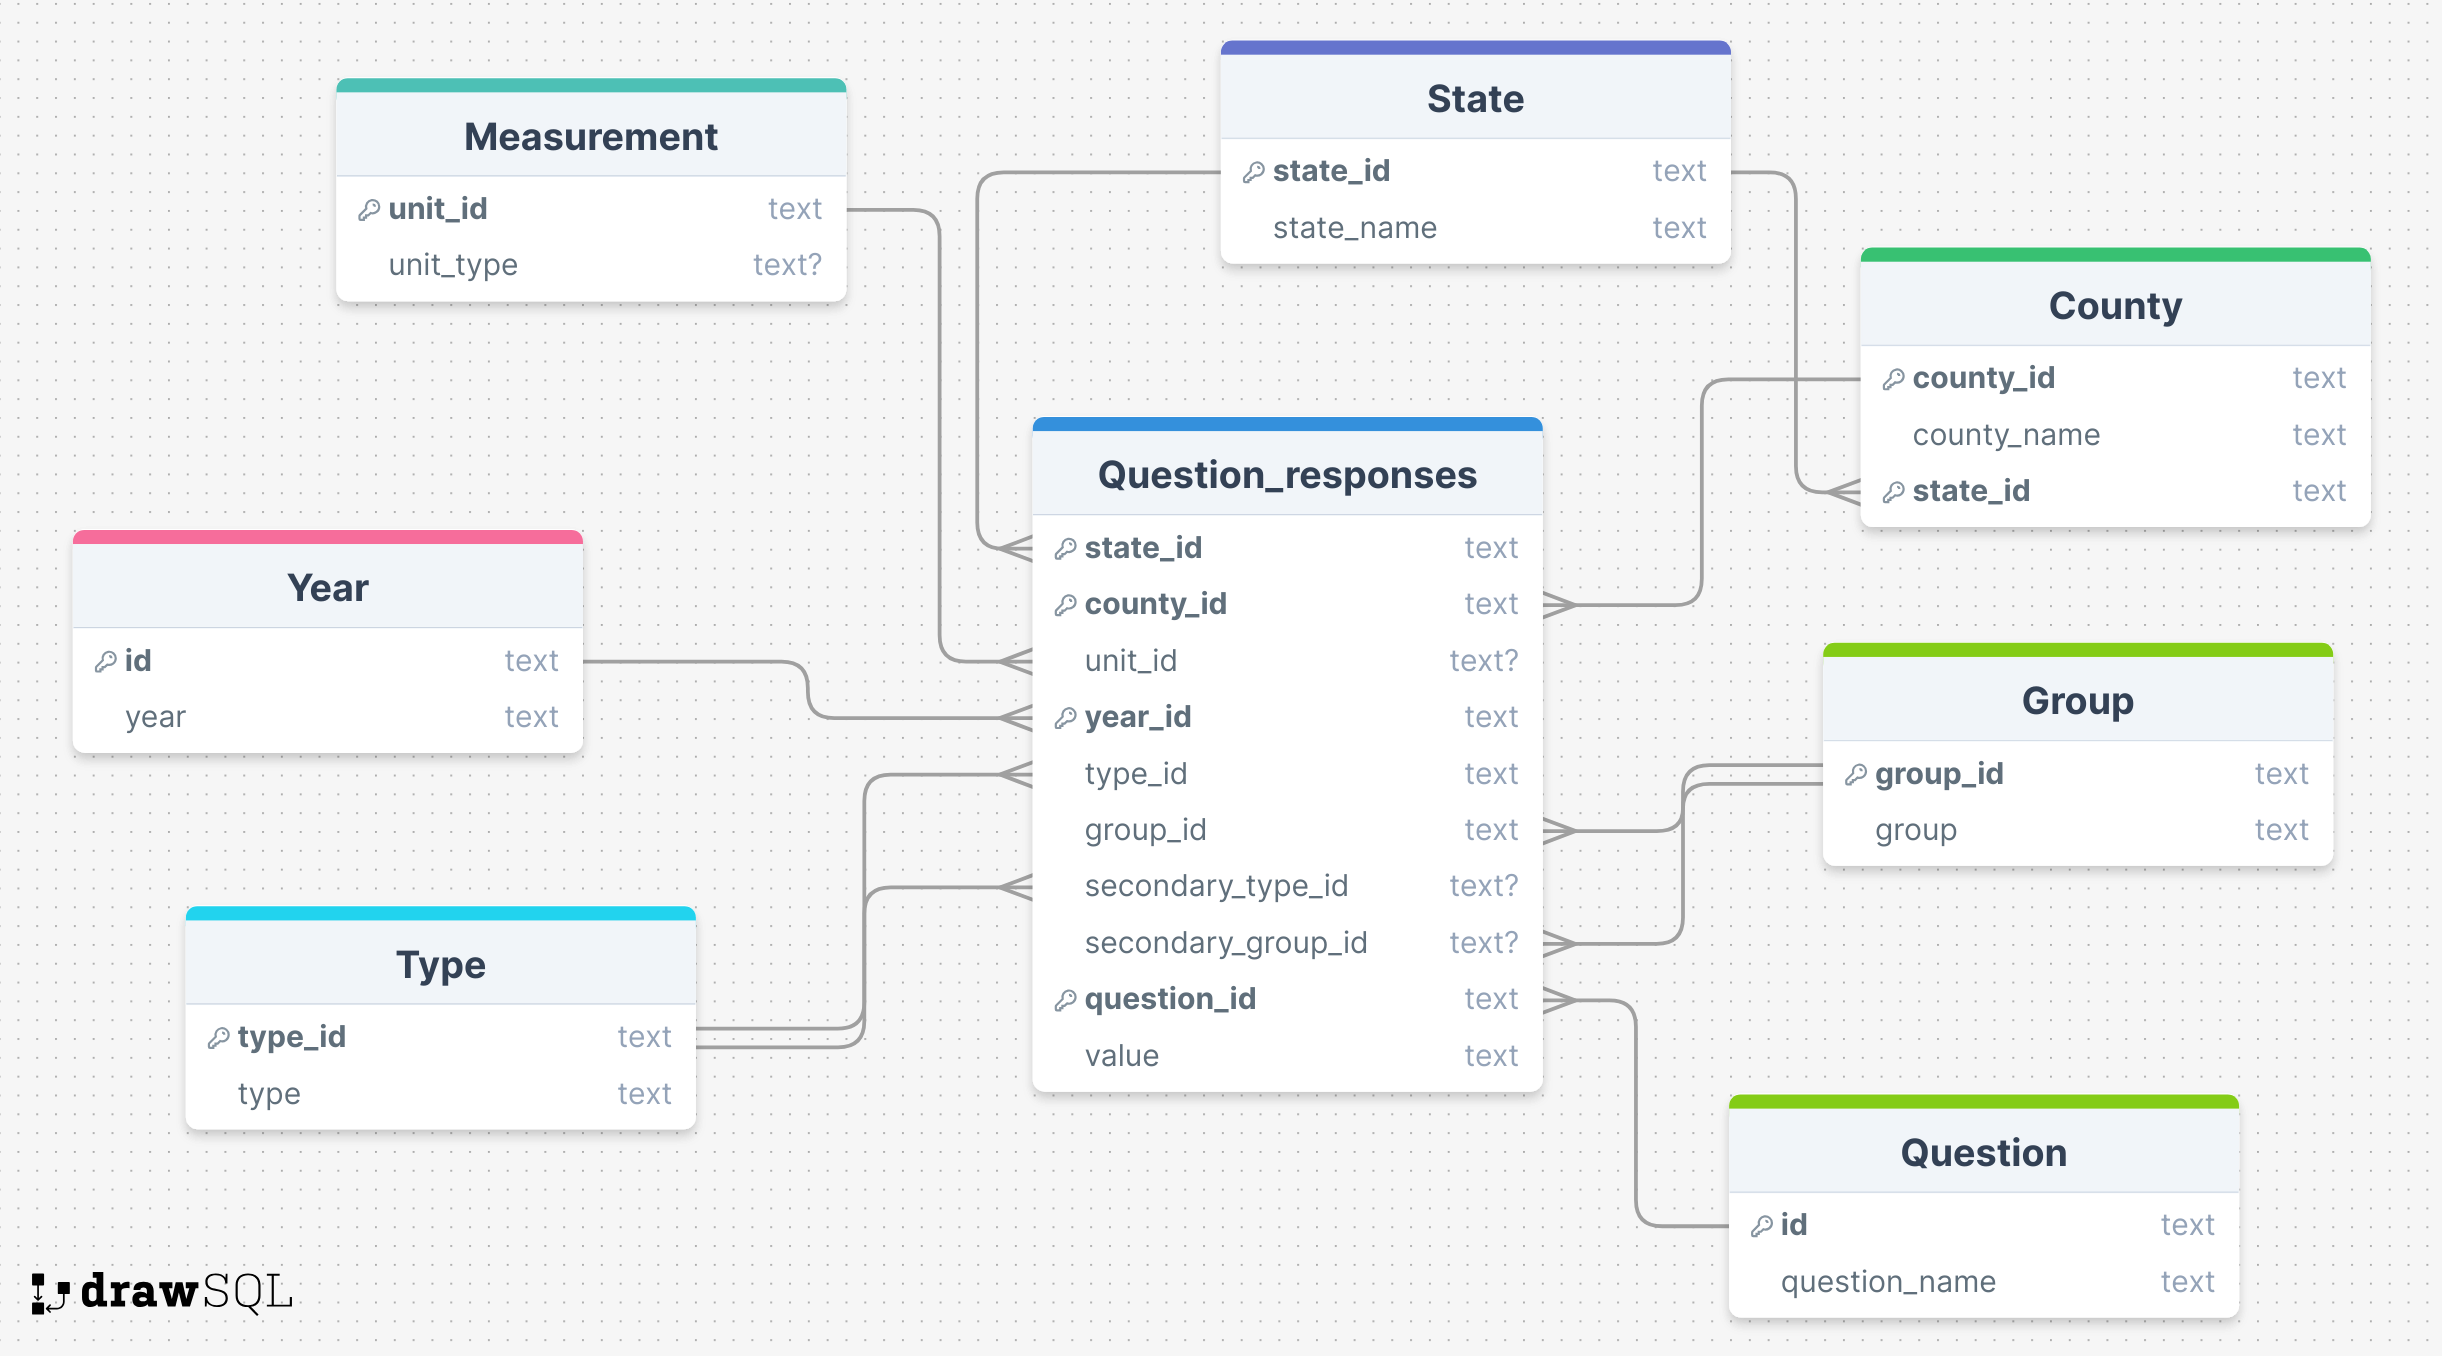 Measurement
unit_id text
unit_type text?
State
state_id text
state_name text
County
county_id text
county_name text
state_id text
Question_responses
state_id text
county_id text
unit_id text?
year_id text
type_id text
group_id text
secondary_type_id text?
secondary_group_id text?
question_id text
value text
Year
id text
year text
Group
group_id text
group text
Type
type_id text
type text
Question
id text
question_name text
drawSQL